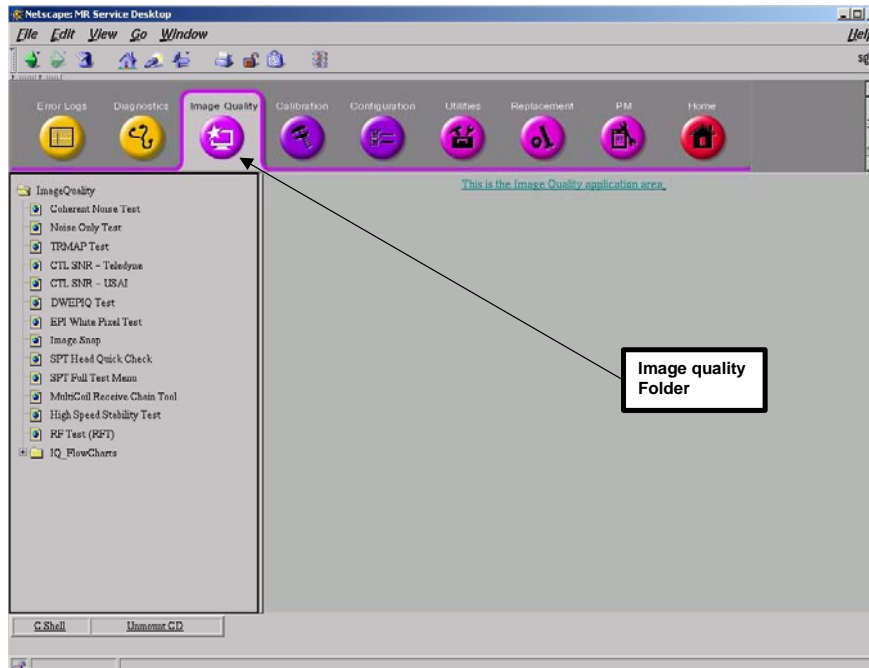 Netscape: MR Service Desktop
File Edit View Go Window Help
Error Logs Diagnostics Image Quality Calibration Configuration Utilities Replacement PM Home
ImageQuality
Coherent Noise Test
Noise Only Test
TRMAP Test
CTL SNR - Teledyne
CTL SNR - USAI
DWEPIQ Test
EPI White Pixel Test
Image Snap
SPT Head Quick Check
SPT Full Test Menu
MultiCoil Receive Chain Tool
High Speed Stability Test
RF Test (RFT)
IQ_FlowCharts
This is the Image Quality application area.
Image quality
Folder
C Shell Unmount CD